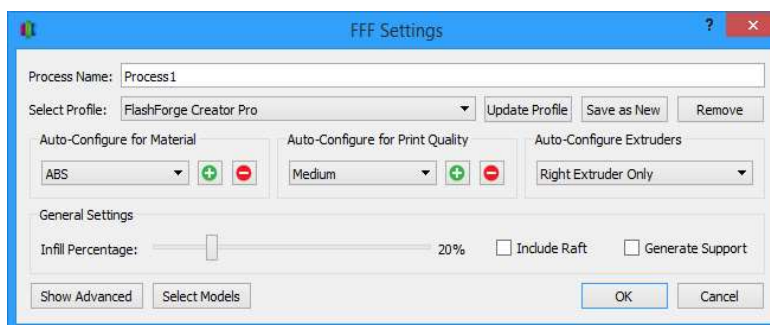 FFF Settings
?
×
Process Name: Process1
Select Profile: FlashForge Creator Pro Update Profile Save as New Remove
Auto-Configure for Material Auto-Configure for Print Quality Auto-Configure Extruders
ABS Medium Right Extruder Only
General Settings
Infill Percentage: 20% Include Raft Generate Support
Show Advanced Select Models OK Cancel